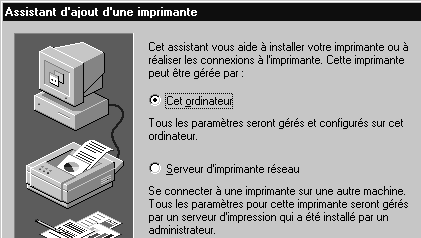 Assistant d'ajout d'une imprimante
Cet assistant vous aide à installer votre imprimante ou à
réaliser les connexions à l'imprimante. Cette imprimante
peut être gérée par :
Cet ordinateur
Tous les paramètres seront gérés et configurés sur cet
ordinateur.
Serveur d'imprimante réseau
Se connecter à une imprimante sur une autre machine.
Tous les paramètres pour cette imprimante seront gérés
par un serveur d'impression qui a été installé par un
administrateur.